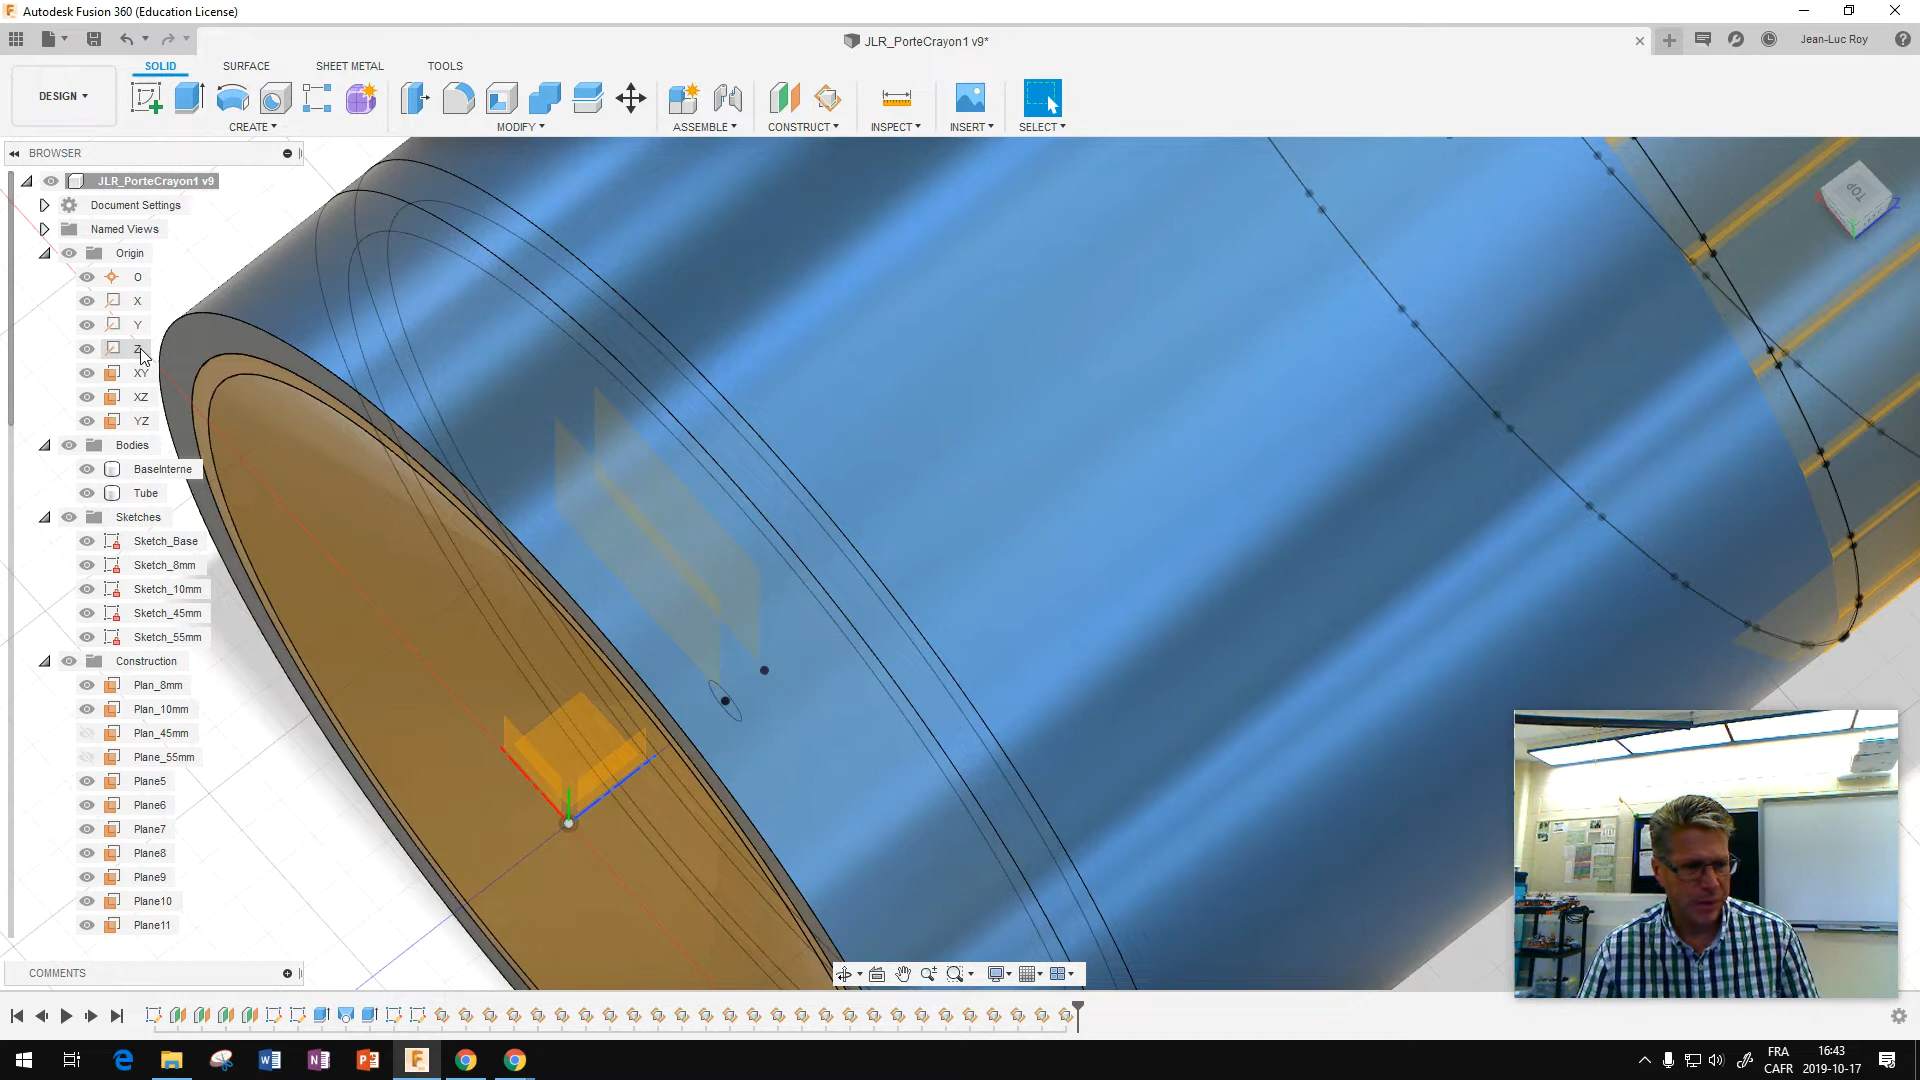 Autodesk Fusion 360 (Education License)
JLR_PorteCrayon1 v9*
Jean-Luc Roy
SOLID
SURFACE
SHEET METAL
TOOLS
DESIGN
CREATE
MODIFY
ASSEMBLE
CONSTRUCT
INSPECT
INSERT
SELECT
BROWSER
JLR_PorteCrayon1 v9
Document Settings
Named Views
Origin
O
X
Y
Z
XY
XZ
YZ
Bodies
BaseInterne
Tube
Sketches
Sketch_Base
Sketch_8mm
Sketch_10mm
Sketch_45mm
Sketch_55mm
Construction
Plan_8mm
Plan_10mm
Plan_45mm
Plane_55mm
Plane5
Plane6
Plane7
Plane8
Plane9
Plane10
Plane11
TOP
Z
COMMENTS
FRA
CAFR
16:43
2019-10-17